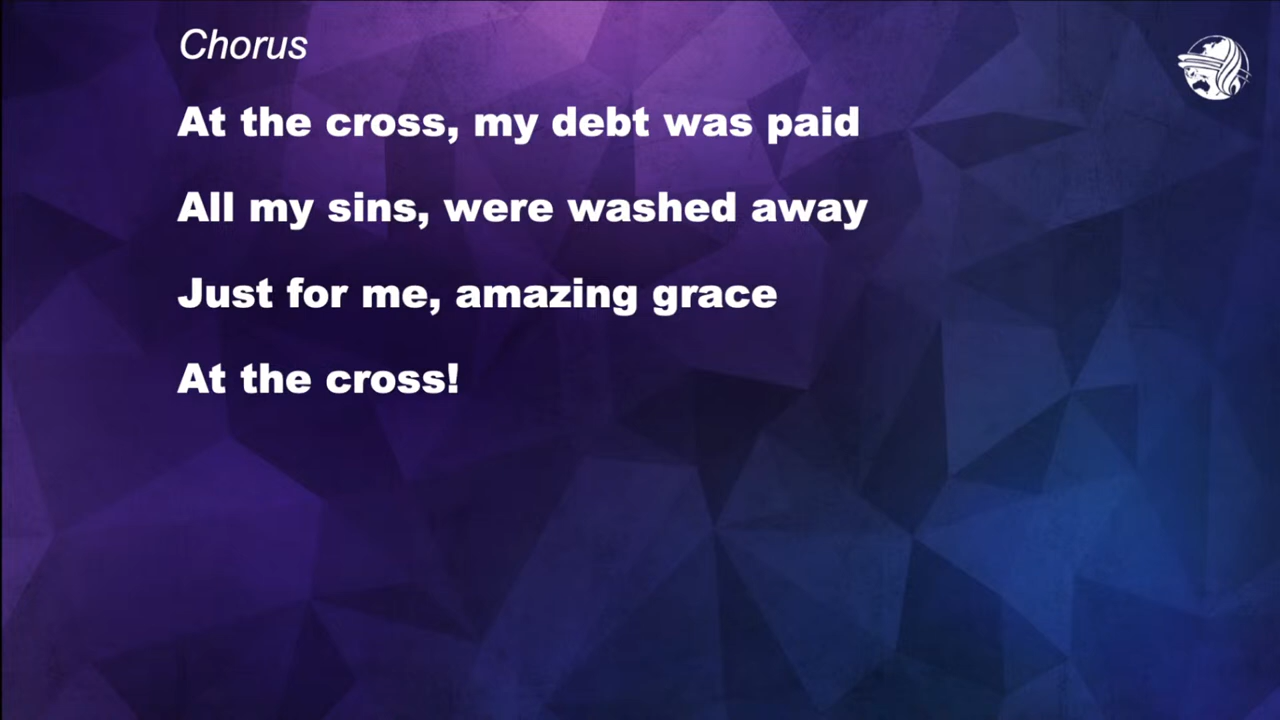 Chorus
At the cross, my debt was paid
All my sins, were washed away
Just for me, amazing grace
At the cross!